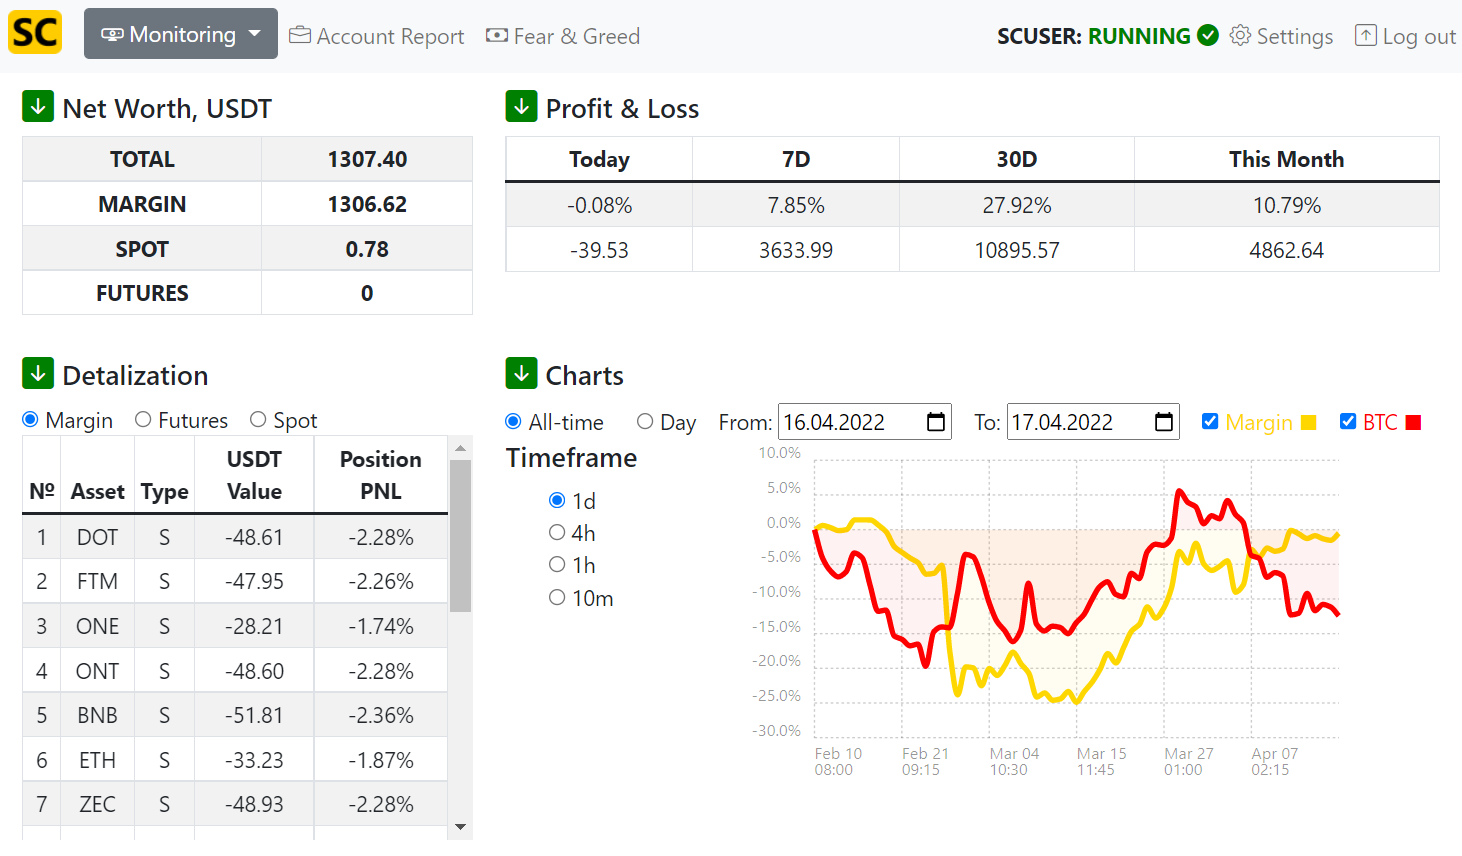 SC Monitoring Account Report Fear & Greed SCUSER: RUNNING Settings Log out
Net Worth, USDT
TOTAL 1307.40
MARGIN 1306.62
SPOT 0.78
FUTURES 0
Profit & Loss
Today 7D 30D This Month
-0.08% 7.85% 27.92% 10.79%
-39.53 3633.99 10895.57 4862.64
Detalization
Margin Futures Spot
Nº Asset Type USDT Value Position PNL
1 DOT S -48.61 -2.28%
2 FTM S -47.95 -2.26%
3 ONE S -28.21 -1.74%
4 ONT S -48.60 -2.28%
5 BNB S -51.81 -2.36%
6 ETH S -33.23 -1.87%
7 ZEC S -48.93 -2.28%
Charts
All-time Day From: 16.04.2022 To: 17.04.2022 Margin BTC
Timeframe
1d
4h
1h
10m
10.0%
5.0%
0.0%
-5.0%
-10.0%
-15.0%
-20.0%
-25.0%
-30.0%
Feb 10 Feb 21 Mar 04 Mar 15 Mar 27 Apr 07
08:00 09:15 10:30 11:45 01:00 02:15